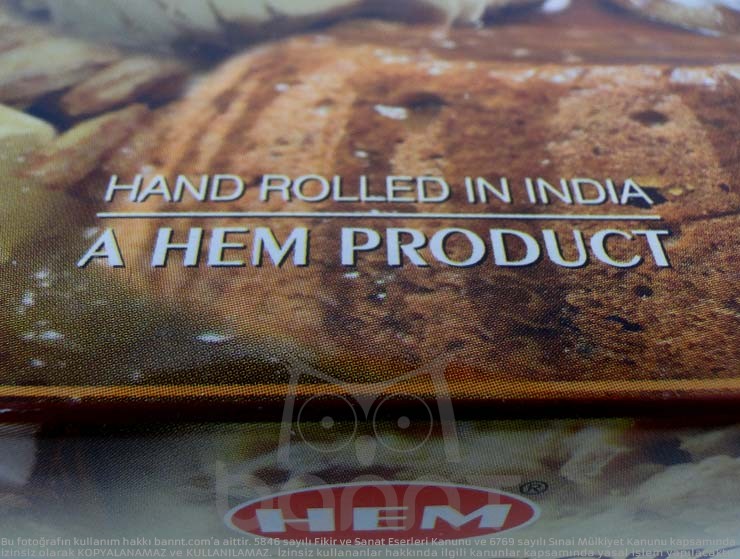 HAND ROLLED IN INDIA
A HEM PRODUCT
bannt
HEM®
Bu fotoğrafın kullanım hakkı bannt.com'a aittir. 5846 sayılı Fikir ve Sanat Eserleri Kanunu ve 6769 sayılı Sınai Mülkiyet Kanunu kapsamında
izinsiz olarak KOPYALANAMAZ ve KULLANILAMAZ. İzinsiz kullananlar hakkında ilgili kanunlar kapsamında yasal işlem yapılacaktır.